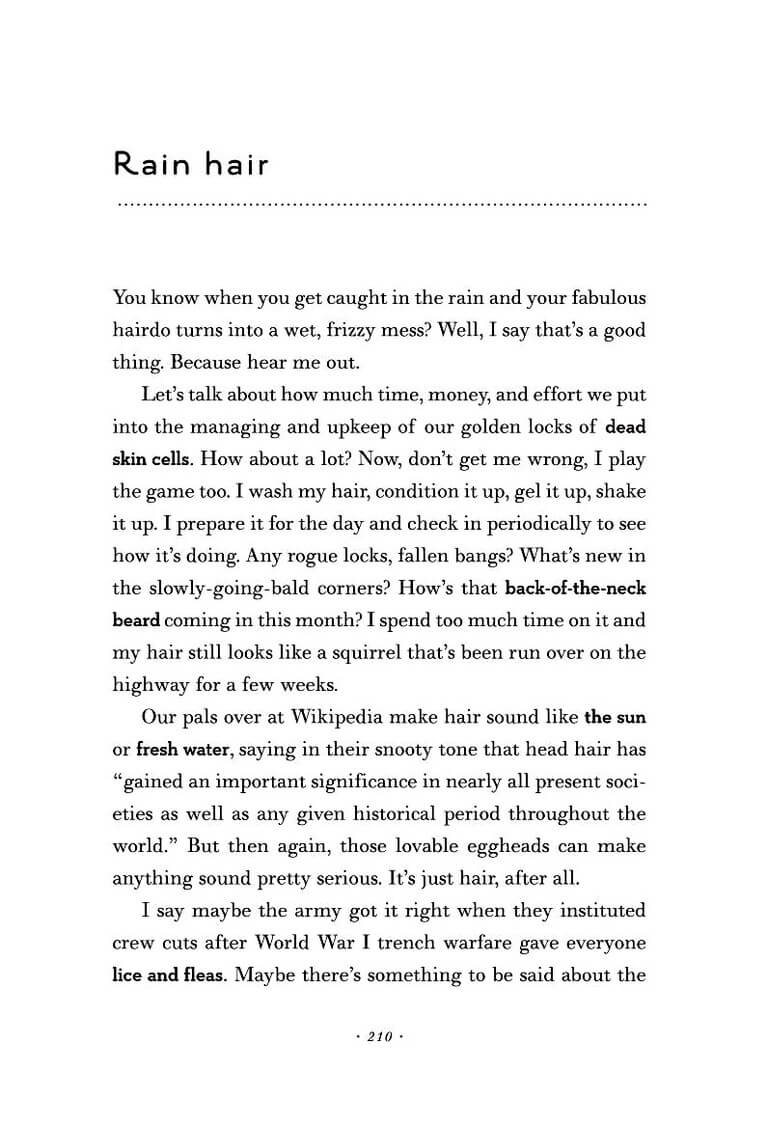 Rain hair
You know when you get caught in the rain and your fabulous
hairdo turns into a wet, frizzy mess? Well, I say that’s a good
thing. Because hear me out.
Let’s talk about how much time, money, and effort we put
into the managing and upkeep of our golden locks of dead
skin cells. How about a lot? Now, don’t get me wrong, I play
the game too. I wash my hair, condition it up, gel it up, shake
it up. I prepare it for the day and check in periodically to see
how it’s doing. Any rogue locks, fallen bangs? What’s new in
the slowly-going-bald corners? How’s that back-of-the-neck
beard coming in this month? I spend too much time on it and
my hair still looks like a squirrel that’s been run over on the
highway for a few weeks.
Our pals over at Wikipedia make hair sound like the sun
or fresh water, saying in their snooty tone that head hair has
“gained an important significance in nearly all present soci-
eties as well as any given historical period throughout the
world.” But then again, those lovable eggheads can make
anything sound pretty serious. It’s just hair, after all.
I say maybe the army got it right when they instituted
crew cuts after World War I trench warfare gave everyone
lice and fleas. Maybe there’s something to be said about the
· 210 ·